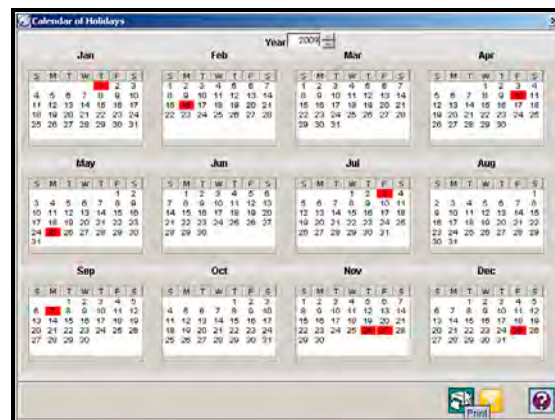 Calendar of Holidays
Year 2009
Jan
S M T W T F S
1 2 3
4 5 6 7 8 9 10
11 12 13 14 15 16 17
18 19 20 21 22 23 24
25 26 27 28 29 30 31
Feb
S M T W T F S
1 2 3 4 5 6 7
8 9 10 11 12 13 14
15 16 17 18 19 20 21
22 23 24 25 26 27 28
Mar
S M T W T F S
1 2 3 4 5 6 7
8 9 10 11 12 13 14
15 16 17 18 19 20 21
22 23 24 25 26 27 28
29 30 31
Apr
S M T W T F S
1 2 3 4
5 6 7 8 9 10 11
12 13 14 15 16 17 18
19 20 21 22 23 24 25
26 27 28 29 30
May
S M T W T F S
1 2
3 4 5 6 7 8 9
10 11 12 13 14 15 16
17 18 19 20 21 22 23
24 25 26 27 28 29 30
31
Jun
S M T W T F S
1 2 3 4 5 6
7 8 9 10 11 12 13
14 15 16 17 18 19 20
21 22 23 24 25 26 27
28 29 30
Jul
S M T W T F S
1 2 3 4
5 6 7 8 9 10 11
12 13 14 15 16 17 18
19 20 21 22 23 24 25
26 27 28 29 30 31
Aug
S M T W T F S
1
2 3 4 5 6 7 8
9 10 11 12 13 14 15
16 17 18 19 20 21 22
23 24 25 26 27 28 29
30 31
Sep
S M T W T F S
1 2 3 4 5
6 7 8 9 10 11 12
13 14 15 16 17 18 19
20 21 22 23 24 25 26
27 28 29 30
Oct
S M T W T F S
1 2 3
4 5 6 7 8 9 10
11 12 13 14 15 16 17
18 19 20 21 22 23 24
25 26 27 28 29 30 31
Nov
S M T W T F S
1 2 3 4 5 6 7
8 9 10 11 12 13 14
15 16 17 18 19 20 21
22 23 24 25 26 27 28
29 30
Dec
S M T W T F S
1 2 3 4 5
6 7 8 9 10 11 12
13 14 15 16 17 18 19
20 21 22 23 24 25 26
27 28 29 30 31
Print
?